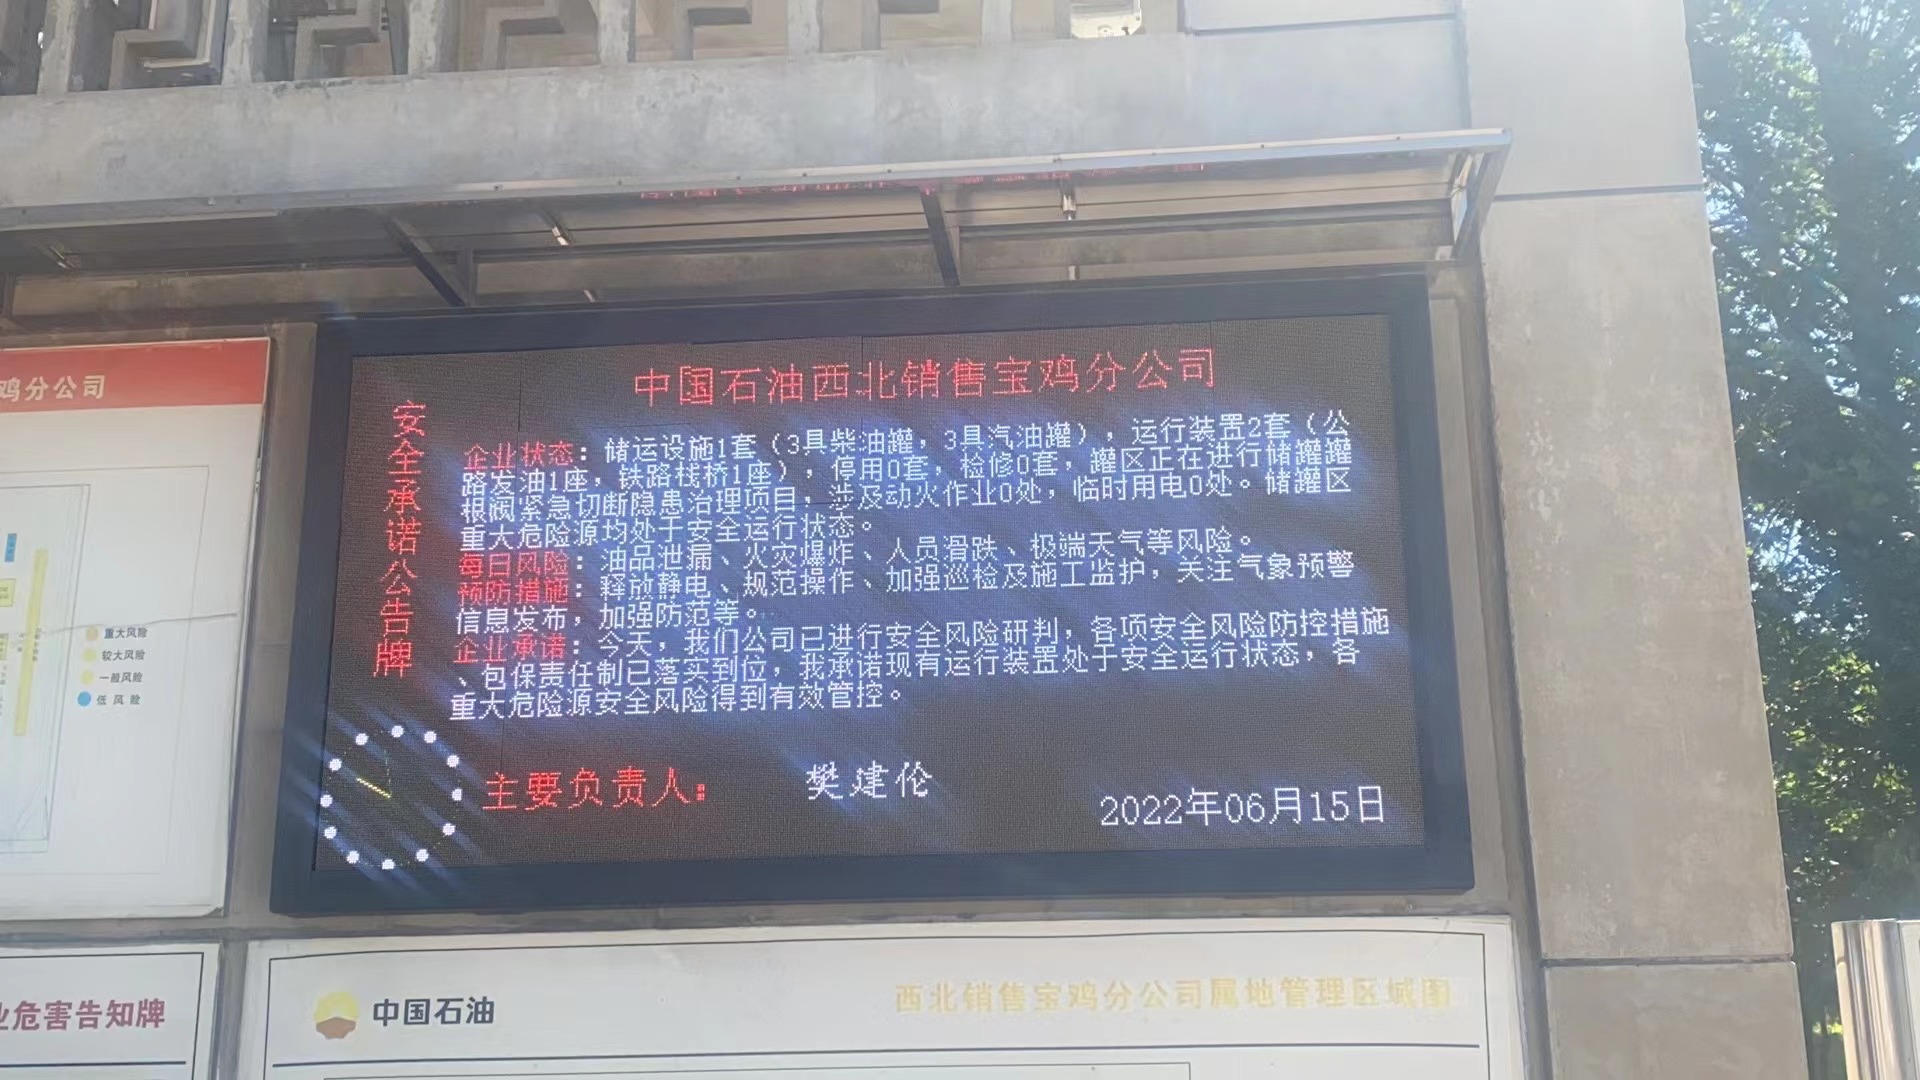 中国石油西北销售宝鸡分公司
安全承诺公告牌
企业状态：储运设施1套（3具柴油罐，3具汽油罐），运行装置2套（公
路发油1座，铁路栈桥1座），停用0套，检修0套，罐区正在进行储罐罐
根阀紧急切断隐患治理项目，涉及动火作业0处，临时用电0处。储罐区
重大危险源均处于安全运行状态。
每日风险：油品泄漏、火灾爆炸、人员滑跌、极端天气等风险。
预防措施：释放静电、规范操作、加强巡检及施工监护，关注气象预警
信息发布，加强防范等。
企业承诺：今天，我们公司已进行安全风险研判，各项安全风险防控措施
、包保责任制已落实到位，我承诺现有运行装置处于安全运行状态，各
重大危险源安全风险得到有效管控。
主要负责人：樊建伦
2022年06月15日
鸡分公司
重大风险
较大风险
一般风险
低风险
业危害告知牌
中国石油
西北销售宝鸡分公司属地管理区域图